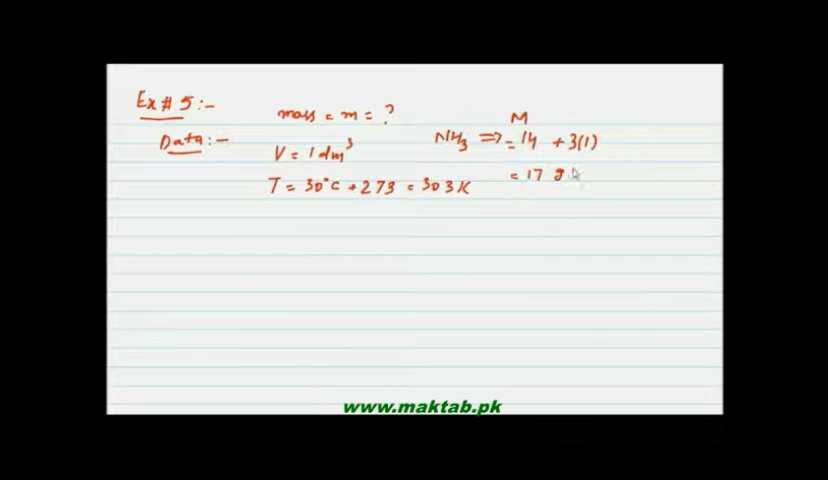 Ex # 5 :-
Data :-
mass = m = ?
V = 1 dm³
T = 30°C + 273 = 303 K
M
NH₃ ⇒ = 14 + 3(1)
= 17 g
www.maktab.pk